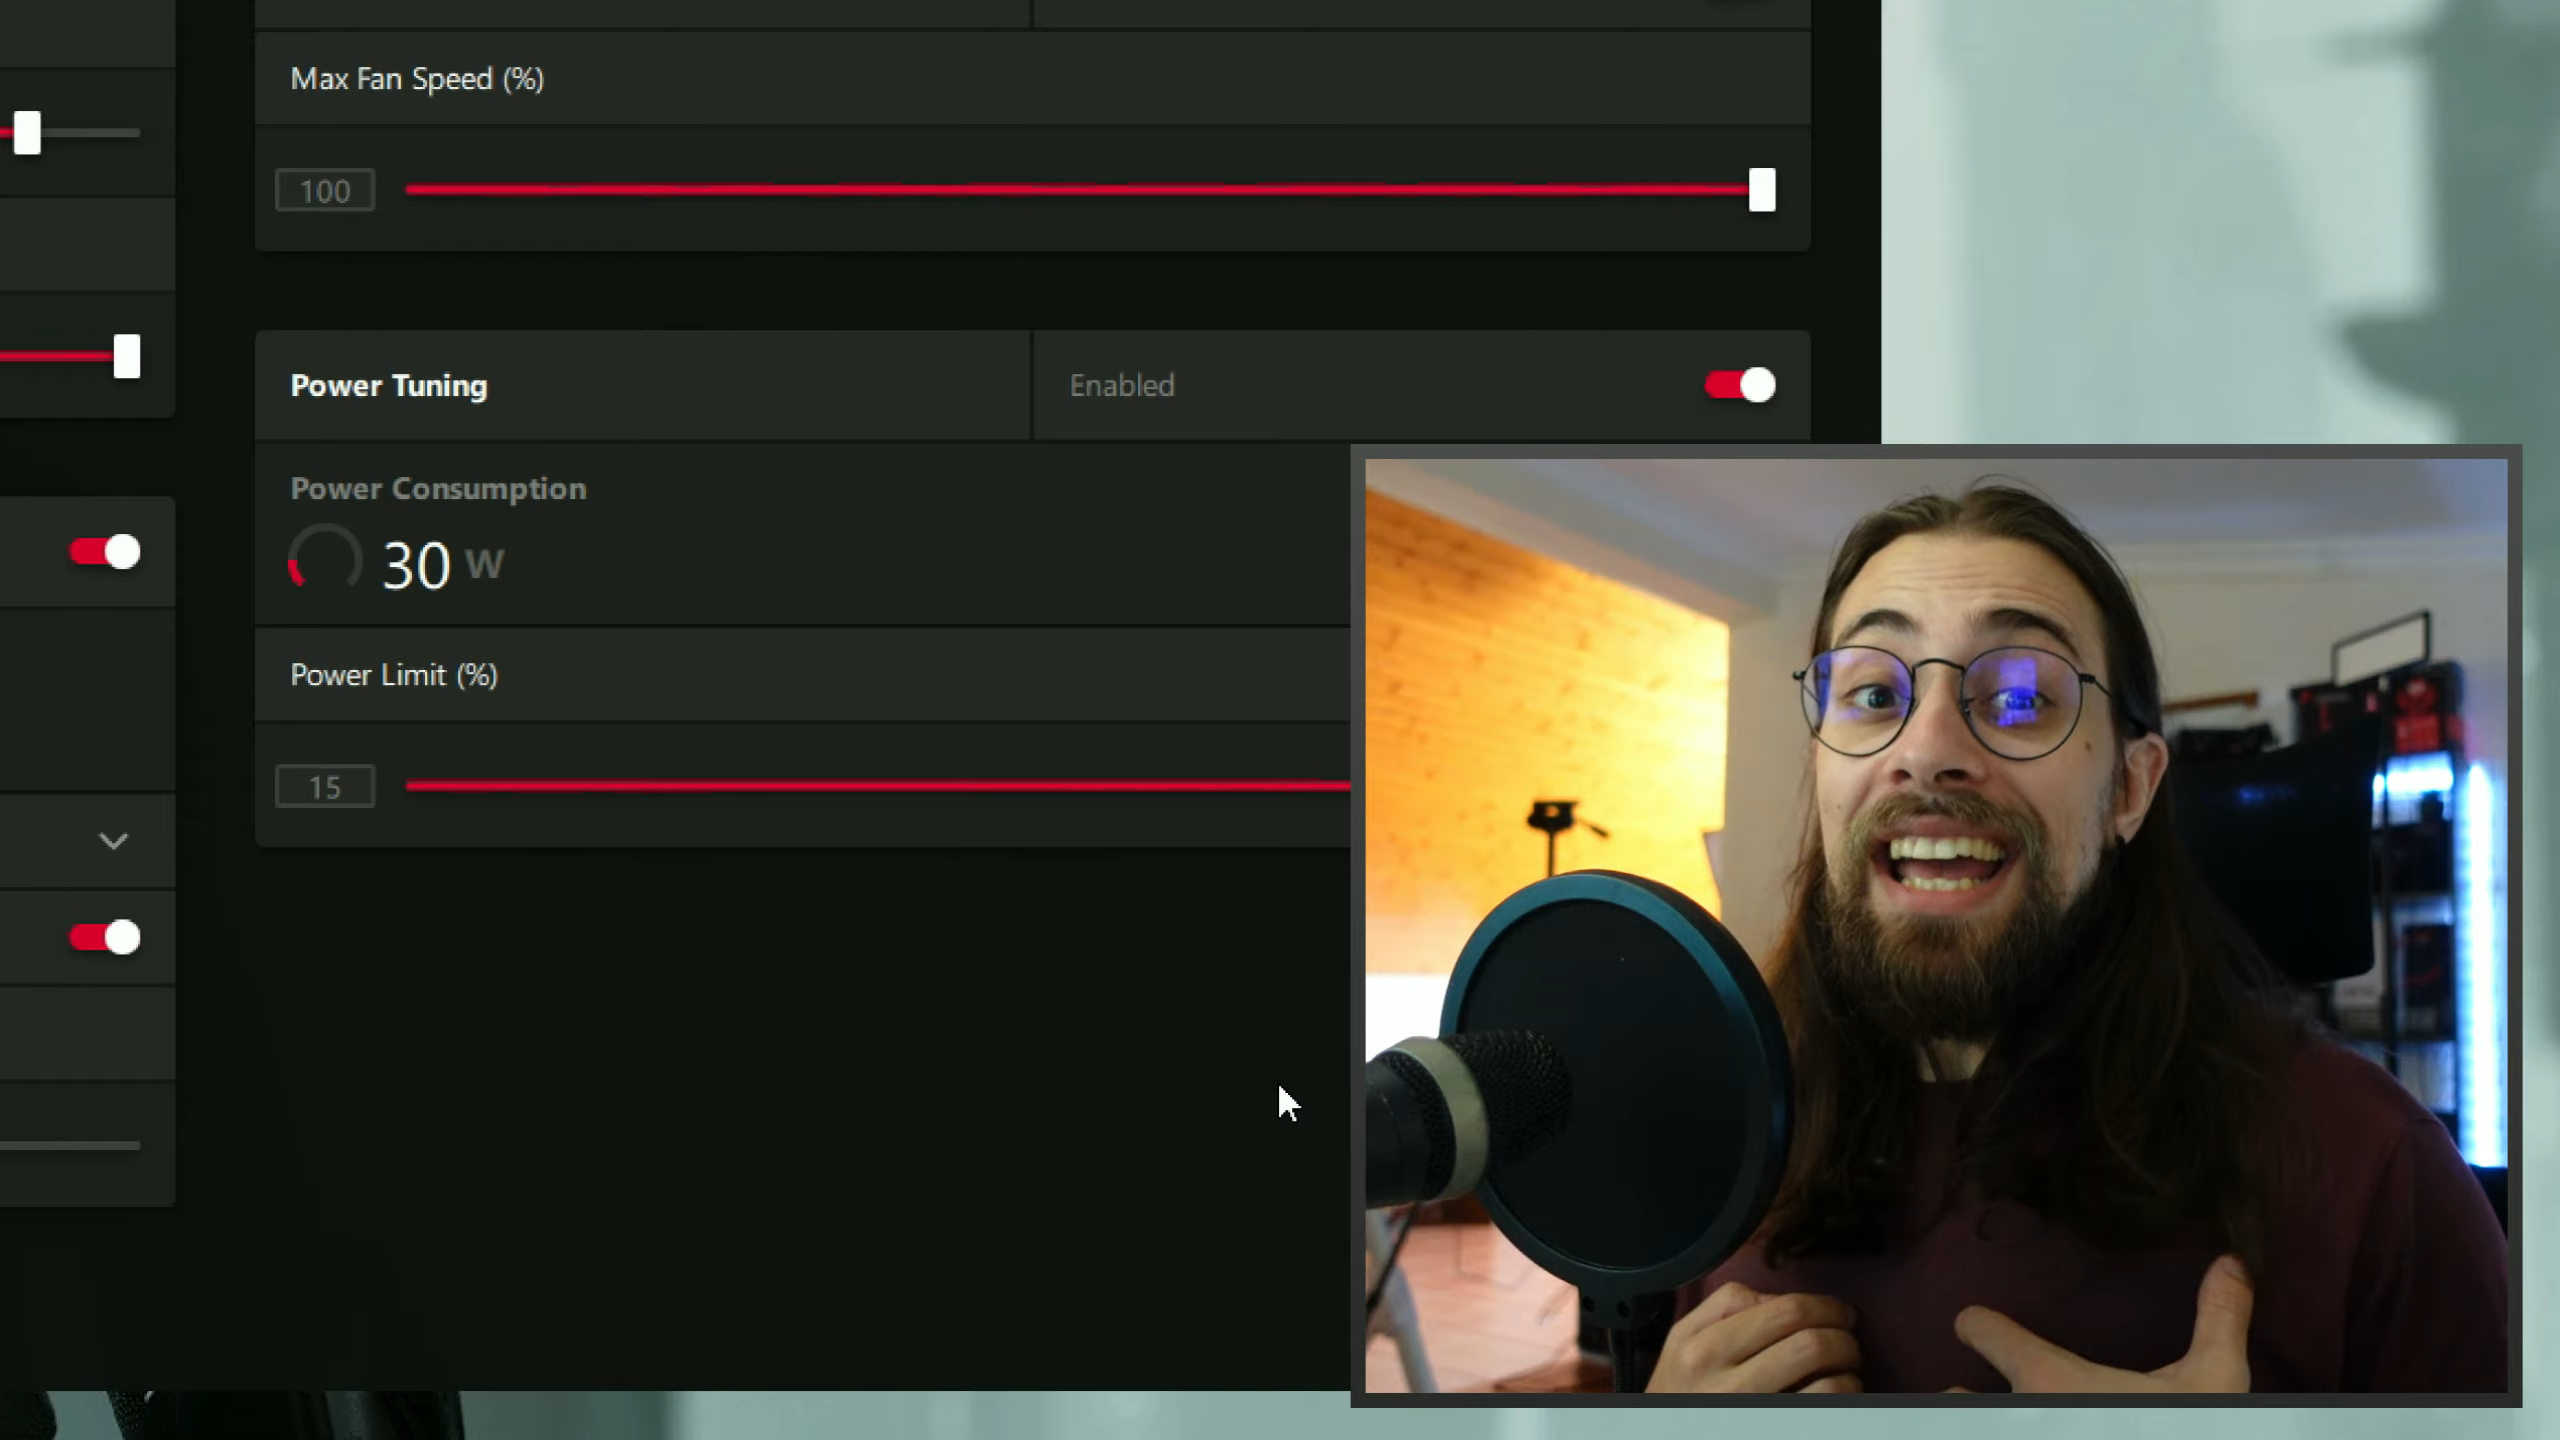 Max Fan Speed (%)
100
Power Tuning
Enabled
Power Consumption
30 W
Power Limit (%)
15